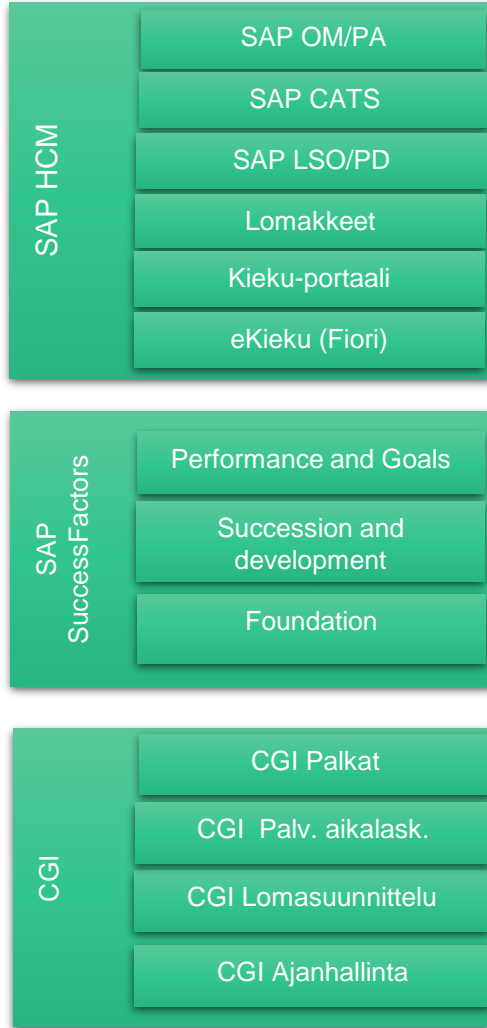 SAP HCM
SAP OM/PA
SAP CATS
SAP LSO/PD
Lomakkeet
Kieku-portaali
eKieku (Fiori)
SAP
SuccessFactors
Performance and Goals
Succession and
development
Foundation
CGI
CGI Palkat
CGI Palv. aikalask.
CGI Lomasuunnittelu
CGI Ajanhallinta